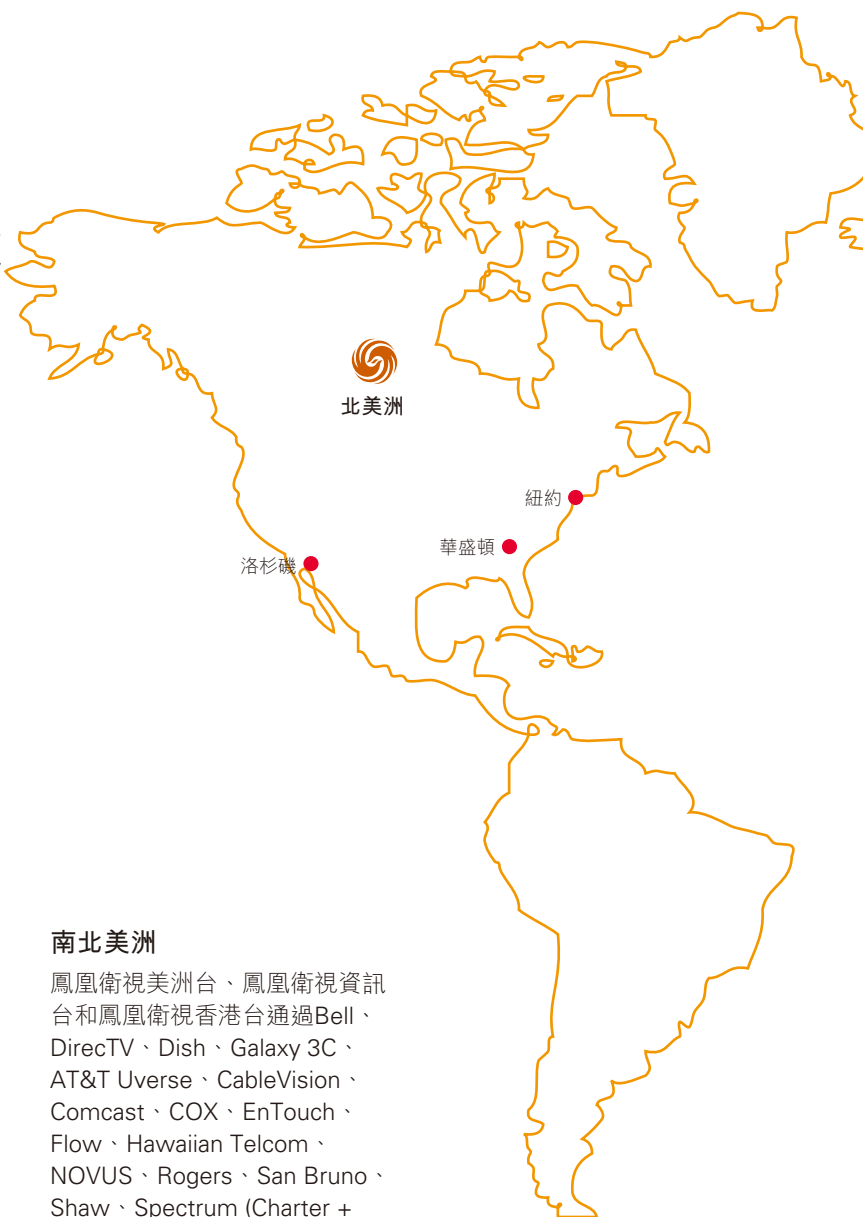 北美洲
紐約
華盛頓
洛杉磯
南北美洲
鳳凰衛視美洲台、鳳凰衛視資訊
台和鳳凰衛視香港台通過Bell、
DirecTV、Dish、Galaxy 3C、
AT&T Uverse、CableVision、
Comcast、COX、EnTouch、
Flow、Hawaiian Telcom、
NOVUS、Rogers、San Bruno、
Shaw、Spectrum (Charter +